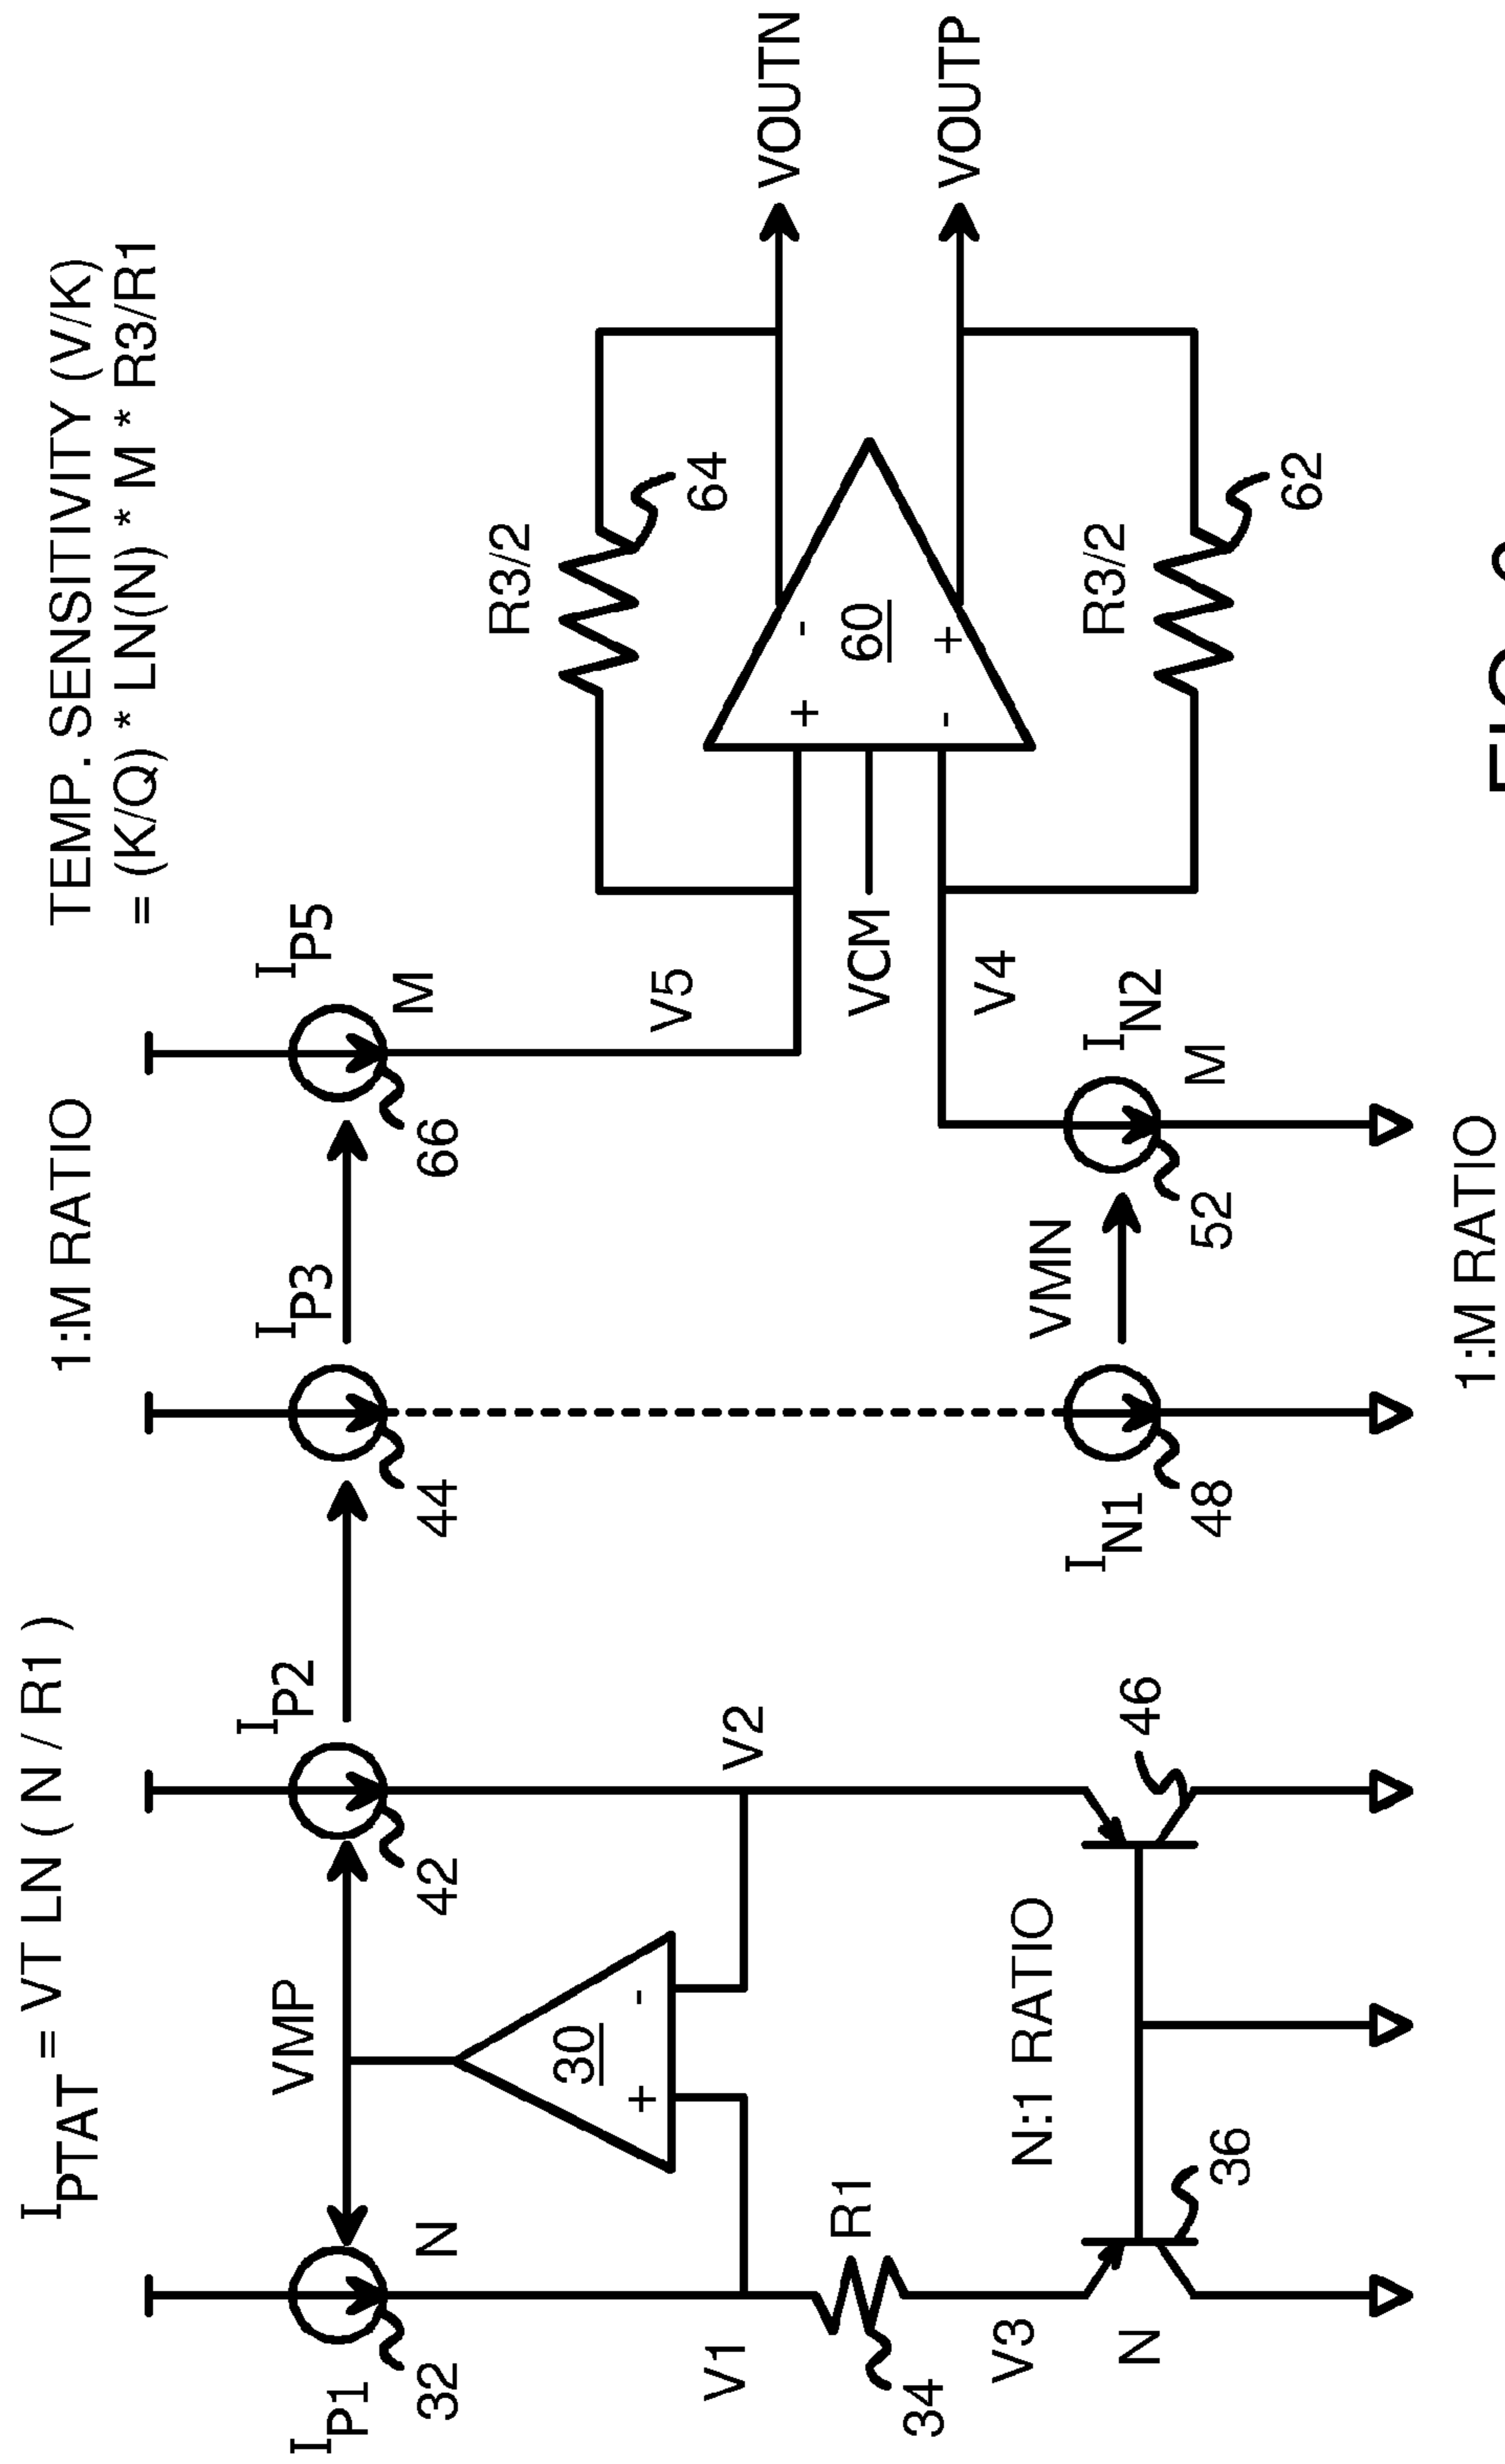 I_PTAT = VT LN ( N / R1 )
1:M RATIO
TEMP. SENSITIVITY (V/K)
= (K/Q) * LN(N) * M * R3/R1
I_P1
VMP
I_P2
I_P3
I_P5
32
N
42
44
66
M
30
+
-
R3/2
64
V1
V2
V5
VOUTN
+
-
60
VCM
-
+
VOUTP
34
R1
V3
N:1 RATIO
V4
N
36
46
I_N1
VMN
I_N2
48
52
M
R3/2
62
1:M RATIO